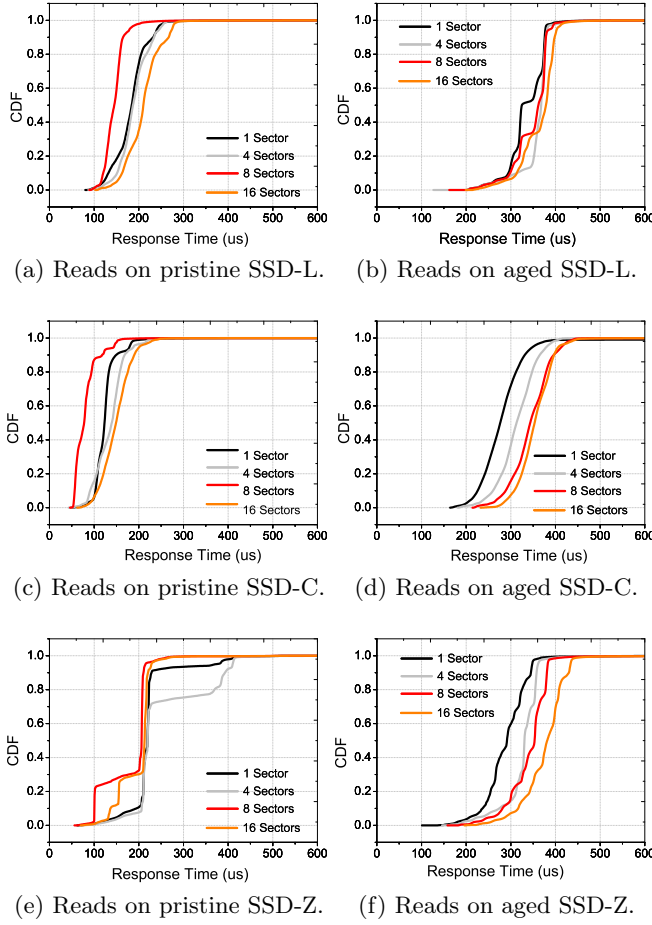 1.0
0.8
0.6
0.4
0.2
0.0
CDF
1 Sector
4 Sectors
8 Sectors
16 Sectors
0 100 200 300 400 500 600
Response Time (us)
(a) Reads on pristine SSD-L.
1.0
0.8
0.6
0.4
0.2
0.0
CDF
1 Sector
4 Sectors
8 Sectors
16 Sectors
0 100 200 300 400 500 600
Response Time (us)
(b) Reads on aged SSD-L.
1.0
0.8
0.6
0.4
0.2
0.0
CDF
1 Sector
4 Sectors
8 Sectors
16 Sectors
0 100 200 300 400 500 600
Response Time (us)
(c) Reads on pristine SSD-C.
1.0
0.8
0.6
0.4
0.2
0.0
CDF
1 Sector
4 Sectors
8 Sectors
16 Sectors
0 100 200 300 400 500 600
Response Time (us)
(d) Reads on aged SSD-C.
1.0
0.8
0.6
0.4
0.2
0.0
CDF
1 Sector
4 Sectors
8 Sectors
16 Sectors
0 100 200 300 400 500 600
Response Time (us)
(e) Reads on pristine SSD-Z.
1.0
0.8
0.6
0.4
0.2
0.0
CDF
1 Sector
4 Sectors
8 Sectors
16 Sectors
0 100 200 300 400 500 600
Response Time (us)
(f) Reads on aged SSD-Z.